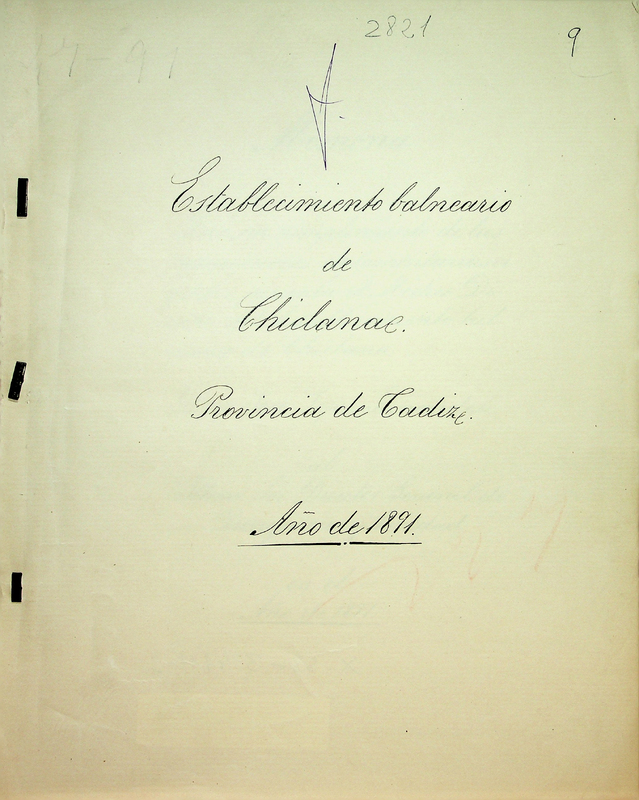 2821
9
Establecimiento balneario
de
Chiclana.
Provincia de Cadiz.
Año de 1891.